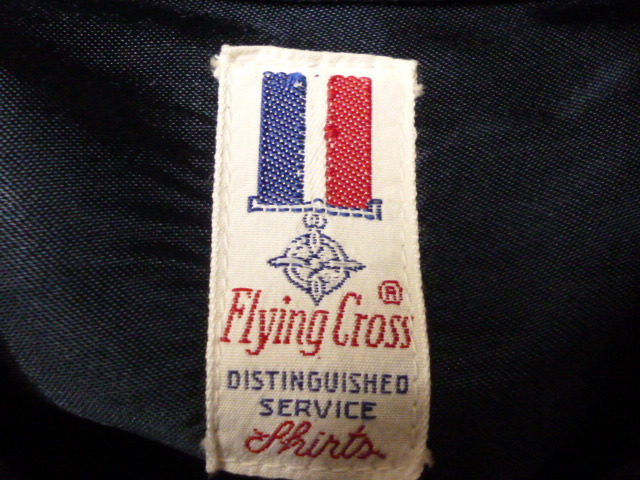 Flying Cross ®
DISTINGUISHED
SERVICE
Shirts